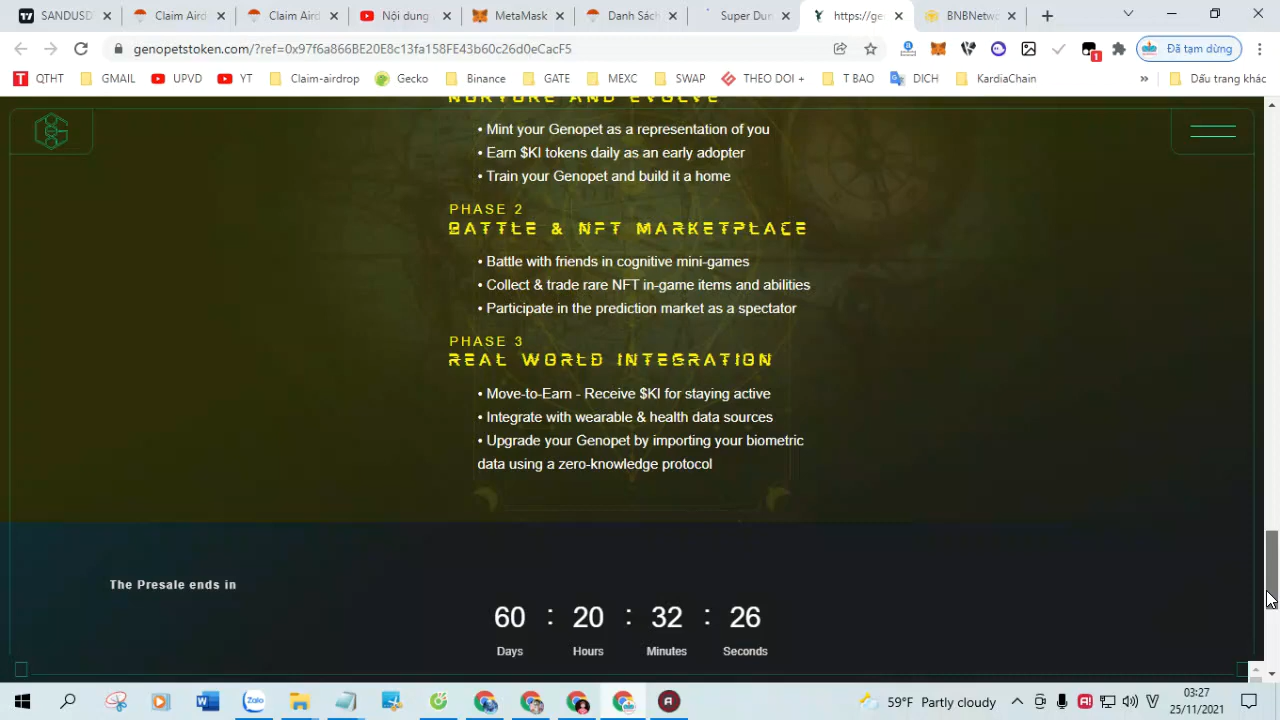 SANDUSD
Claim Aird
Claim Aird
Nội dung
MetaMask
Danh Sách
Super Dun
https://ge
BNBNetwo
genopetstoken.com/?ref=0x97f6a866BE20E8c13fa158FE43b60c26d0eCacF5
1
Đã tạm dừng
QTHT
GMAIL
UPVD
YT
Claim-airdrop
Gecko
Binance
GATE
MEXC
SWAP
THEO DOI +
T BAO
DICH
KardiaChain
»
Dấu trang khác
NURTURE AND EVOLVE
• Mint your Genopet as a representation of you
• Earn $KI tokens daily as an early adopter
• Train your Genopet and build it a home
PHASE 2
BATTLE & NFT MARKETPLACE
• Battle with friends in cognitive mini-games
• Collect & trade rare NFT in-game items and abilities
• Participate in the prediction market as a spectator
PHASE 3
REAL WORLD INTEGRATION
• Move-to-Earn - Receive $KI for staying active
• Integrate with wearable & health data sources
• Upgrade your Genopet by importing your biometric
data using a zero-knowledge protocol
The Presale ends in
60 : 20 : 32 : 26
Days Hours Minutes Seconds
Zalo
59°F Partly cloudy
03:27
25/11/2021